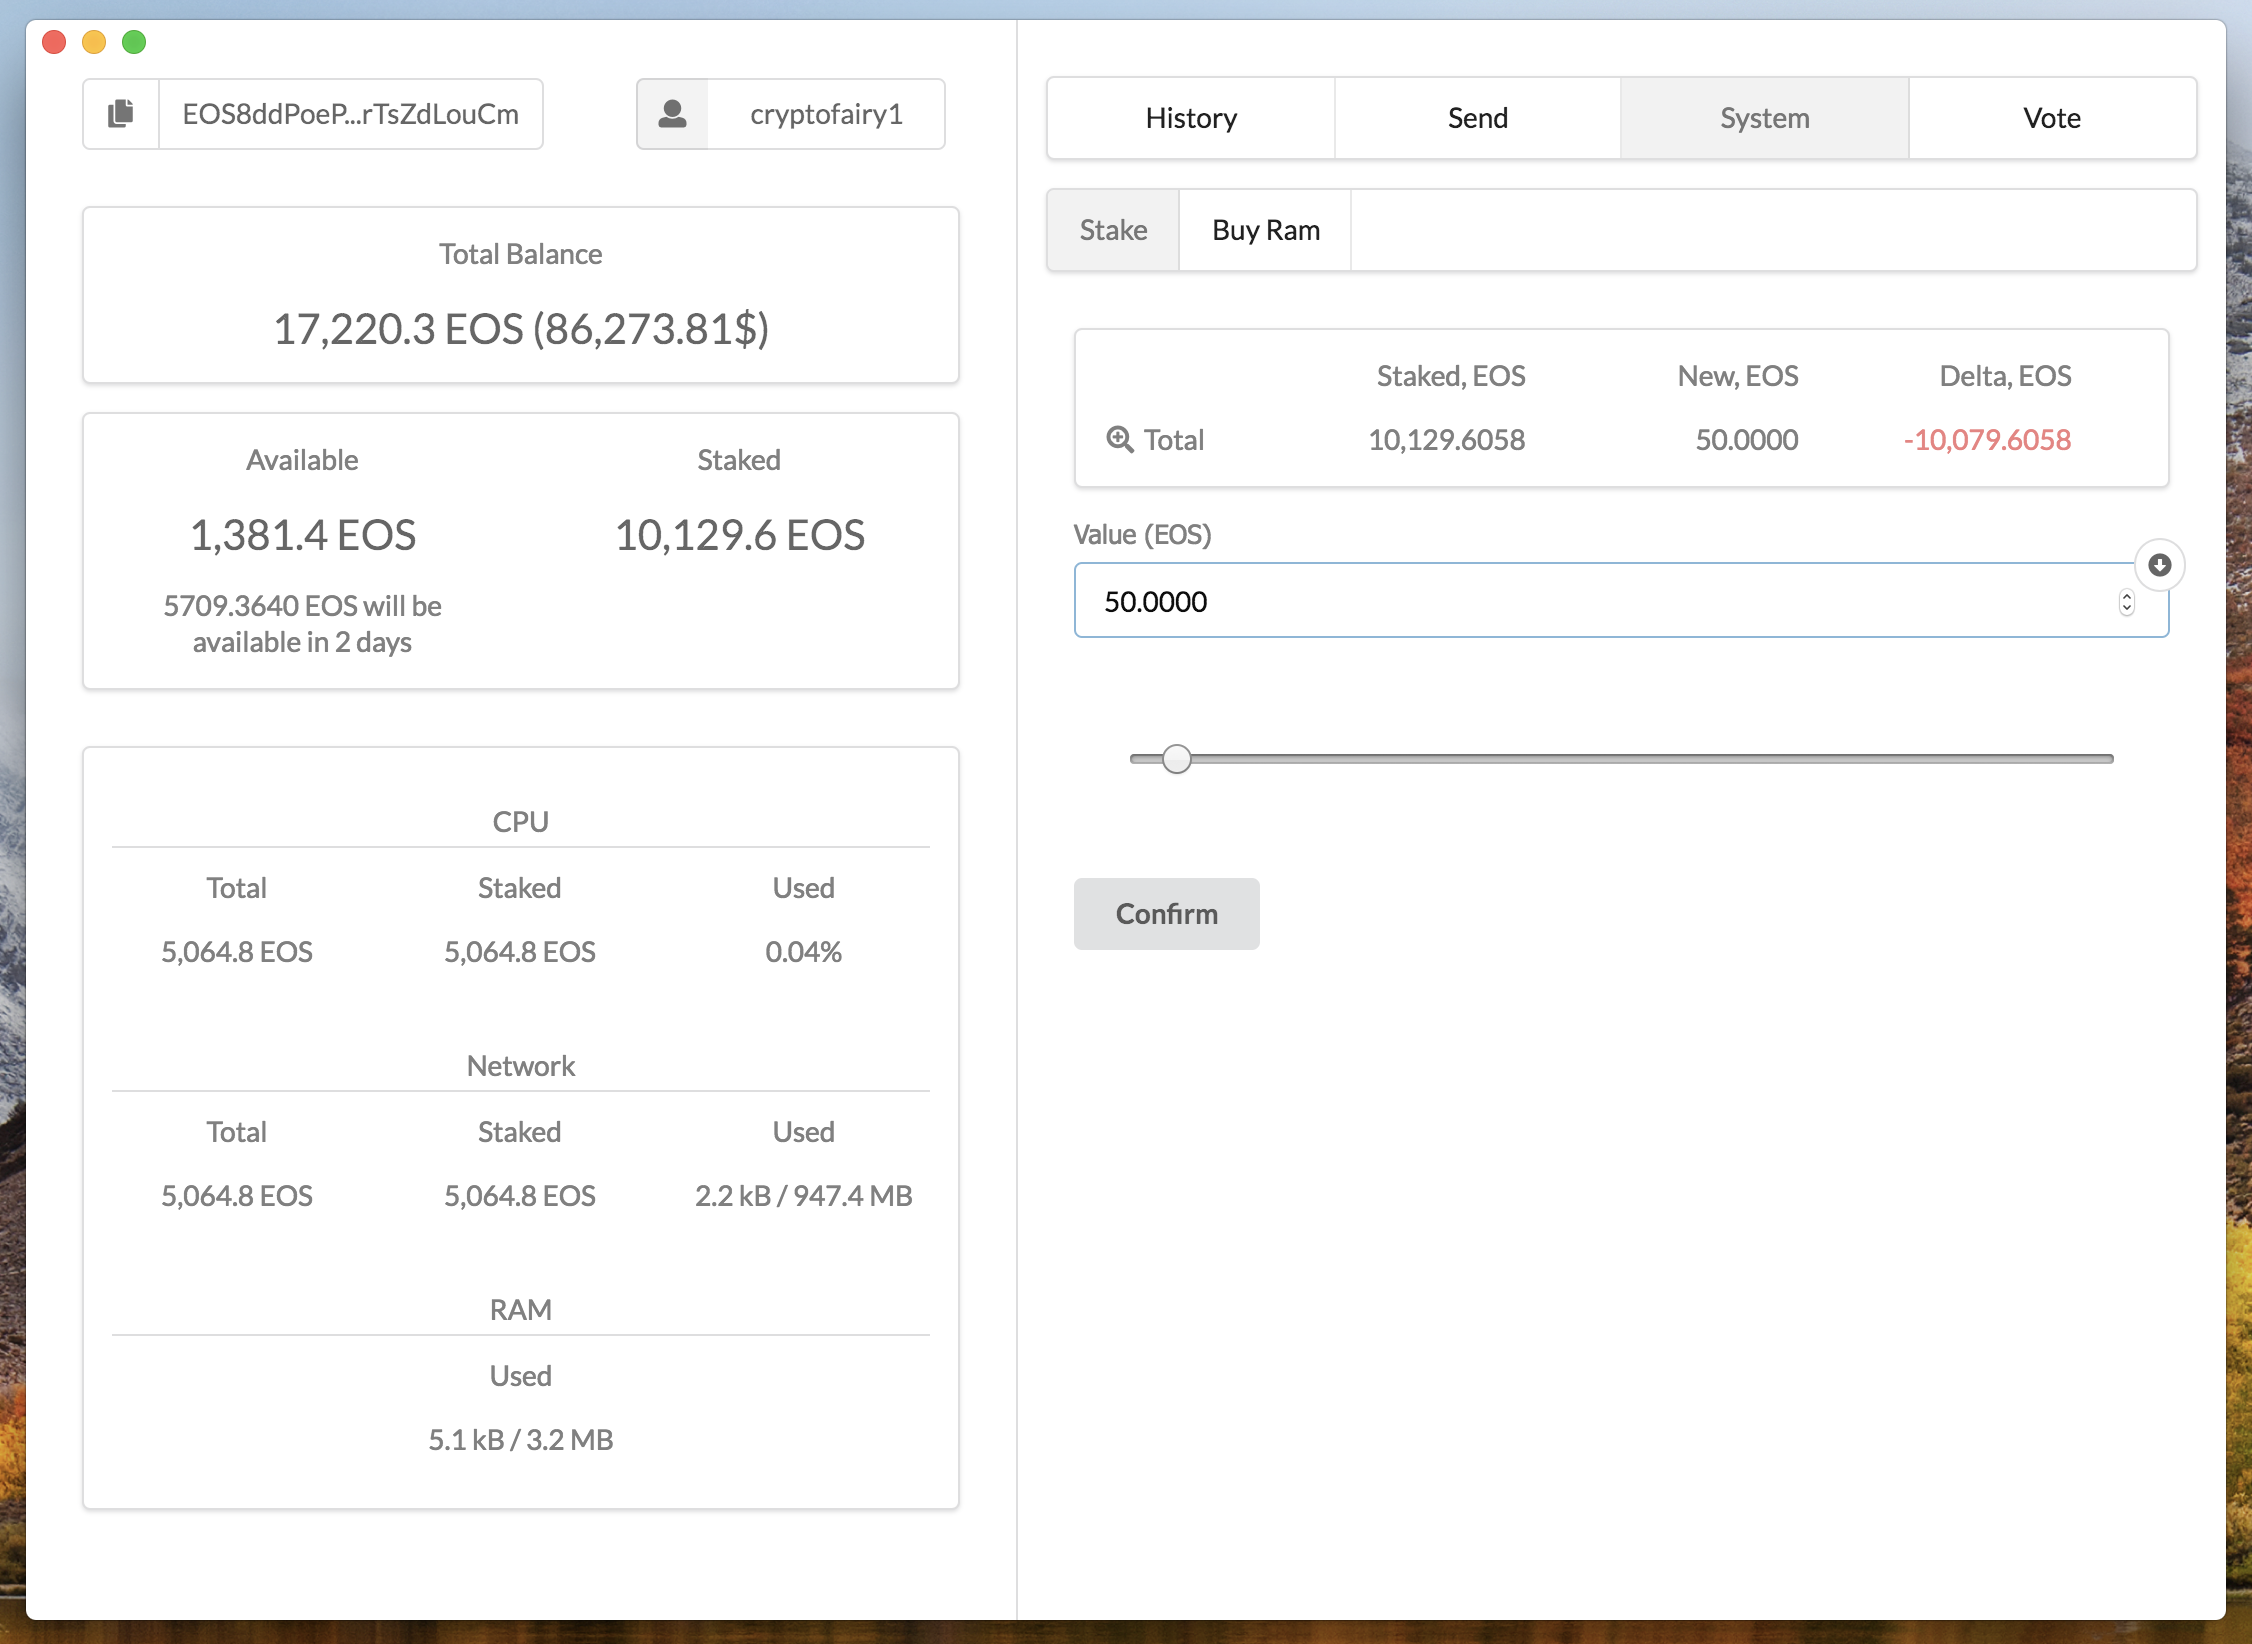 EOS8ddPoeP...rTsZdLouCm
cryptofairy1
Total Balance
17,220.3 EOS (86,273.81$)
Available
Staked
1,381.4 EOS
10,129.6 EOS
5709.3640 EOS will be
available in 2 days
CPU
Total Staked Used
5,064.8 EOS 5,064.8 EOS 0.04%
Network
Total Staked Used
5,064.8 EOS 5,064.8 EOS 2.2 kB / 947.4 MB
RAM
Used
5.1 kB / 3.2 MB
History Send System Vote
Stake Buy Ram
Staked, EOS New, EOS Delta, EOS
Total 10,129.6058 50.0000 -10,079.6058
Value (EOS)
50.0000
Confirm